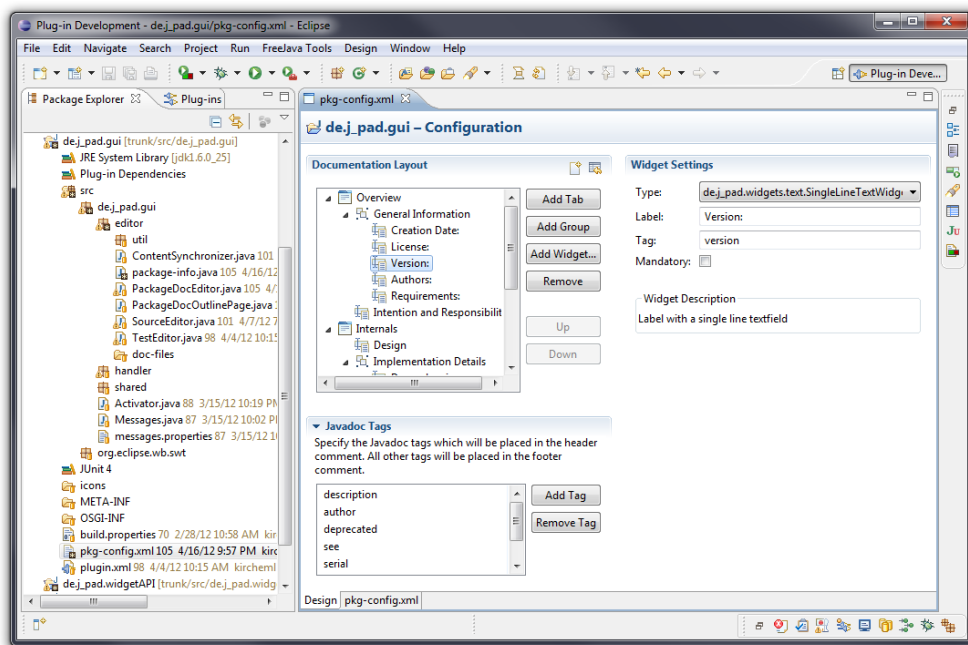 Plug-in Development - de.j_pad.gui/pkg-config.xml - Eclipse
File Edit Navigate Search Project Run FreeJava Tools Design Window Help
Plug-in Deve...
Package Explorer Plug-ins
de.j_pad.gui [trunk/src/de.j_pad.gui]
JRE System Library [jdk1.6.0_25]
Plug-in Dependencies
src
de.j_pad.gui
editor
util
ContentSynchronizer.java 101
package-info.java 105 4/16/12
PackageDocEditor.java 105 4/
PackageDocOutlinePage.java
SourceEditor.java 101 4/7/12 7
TestEditor.java 98 4/4/12 10:15
doc-files
handler
shared
Activator.java 88 3/15/12 10:19 PM
Messages.java 87 3/15/12 10:02 P
messages.properties 87 3/15/12 1
org.eclipse.wb.swt
JUnit 4
icons
META-INF
OSGI-INF
build.properties 70 2/28/12 10:58 AM kir
pkg-config.xml 105 4/16/12 9:57 PM kirc
plugin.xml 98 4/4/12 10:15 AM kircheml
de.j_pad.widgetAPI [trunk/src/de.j_pad.widg
pkg-config.xml
de.j_pad.gui – Configuration
Documentation Layout
Overview
General Information
Creation Date:
License:
Version:
Authors:
Requirements:
Intention and Responsibilit
Internals
Design
Implementation Details
Add Tab
Add Group
Add Widget...
Remove
Up
Down
Javadoc Tags
Specify the Javadoc tags which will be placed in the header
comment. All other tags will be placed in the footer
comment.
description
author
deprecated
see
serial
Add Tag
Remove Tag
Design pkg-config.xml
Widget Settings
Type: de.j_pad.widgets.text.SingleLineTextWidg
Label: Version:
Tag: version
Mandatory:
Widget Description
Label with a single line textfield
Ju